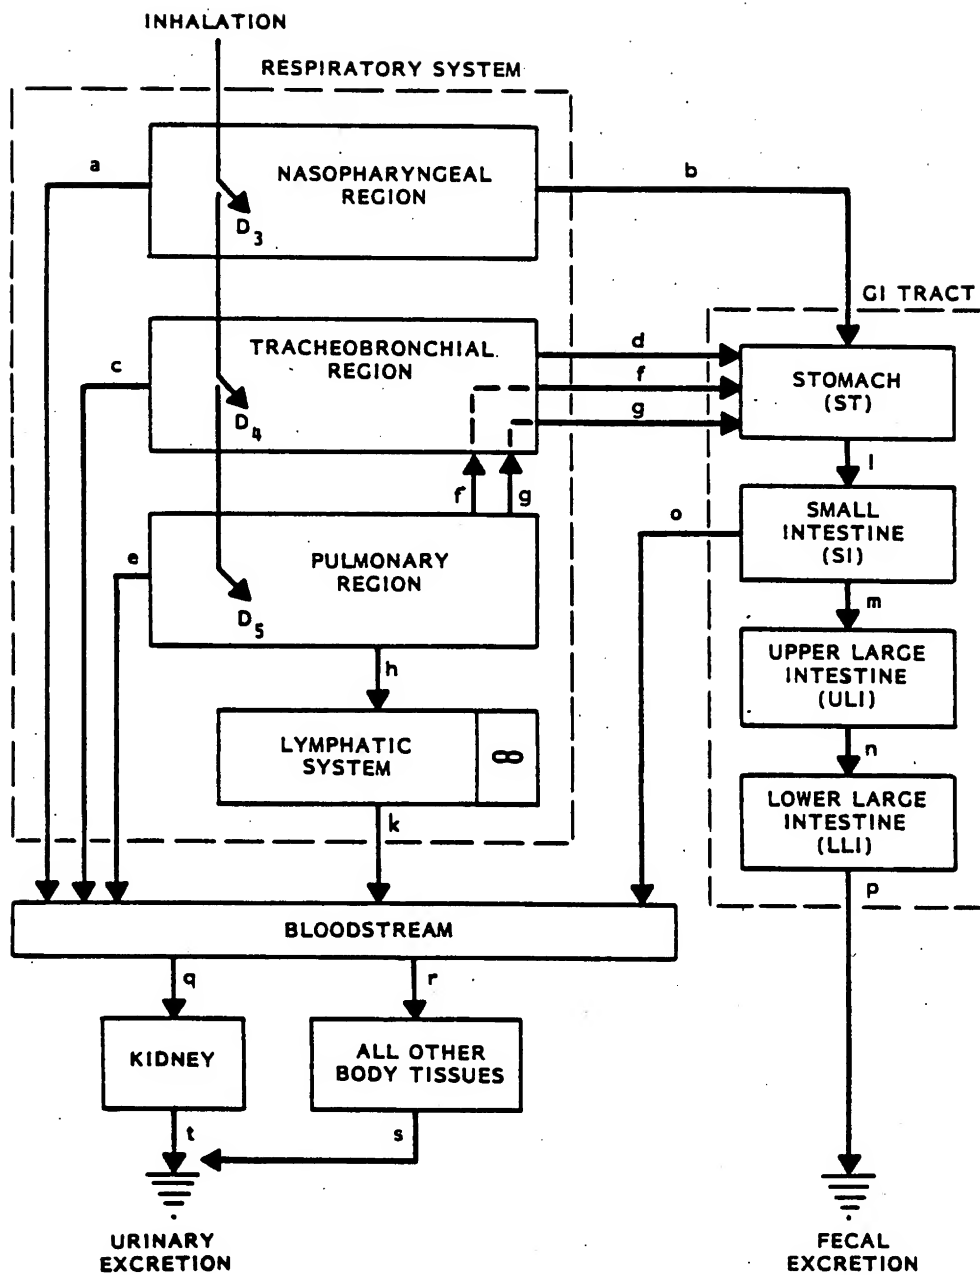 INHALATION
RESPIRATORY SYSTEM
a
NASOPHARYNGEAL
REGION
b
D3
GI TRACT
TRACHEOBRONCHIAL
REGION
c
D4
d
f
g
STOMACH
(ST)
l
f
g
o
SMALL
INTESTINE
(SI)
e
PULMONARY
REGION
D5
m
UPPER LARGE
INTESTINE
(ULI)
h
LYMPHATIC
SYSTEM
∞
n
LOWER LARGE
INTESTINE
(LLI)
k
p
BLOODSTREAM
q
r
KIDNEY
ALL OTHER
BODY TISSUES
t
s
URINARY
EXCRETION
FECAL
EXCRETION